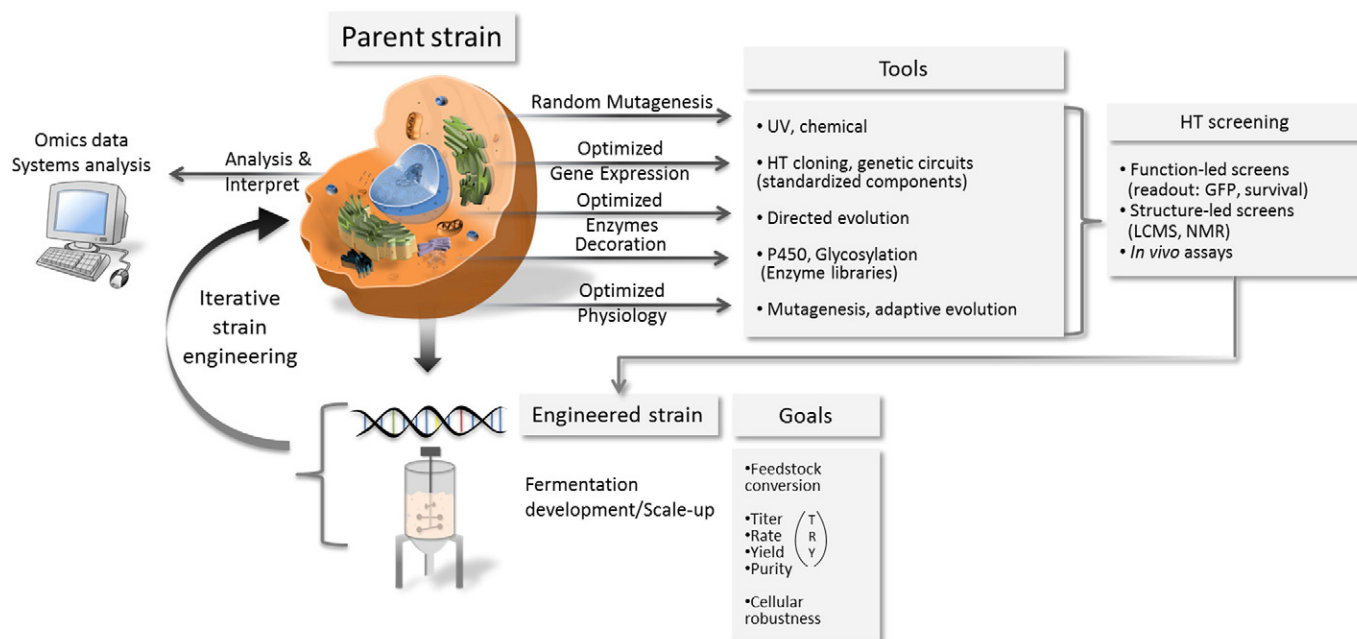 Parent strain
Omics data
Systems analysis
Analysis &
Interpret
Random Mutagenesis
Optimized
Gene Expression
Optimized
Enzymes
Decoration
Optimized
Physiology
Tools
• UV, chemical
• HT cloning, genetic circuits
(standardized components)
• Directed evolution
• P450, Glycosylation
(Enzyme libraries)
• Mutagenesis, adaptive evolution
HT screening
• Function-led screens
(readout: GFP, survival)
• Structure-led screens
(LCMS, NMR)
• In vivo assays
Iterative
strain
engineering
Engineered strain
Fermentation
development/Scale-up
Goals
•Feedstock
conversion
•Titer T
•Rate R
•Yield Y
•Purity
•Cellular
robustness